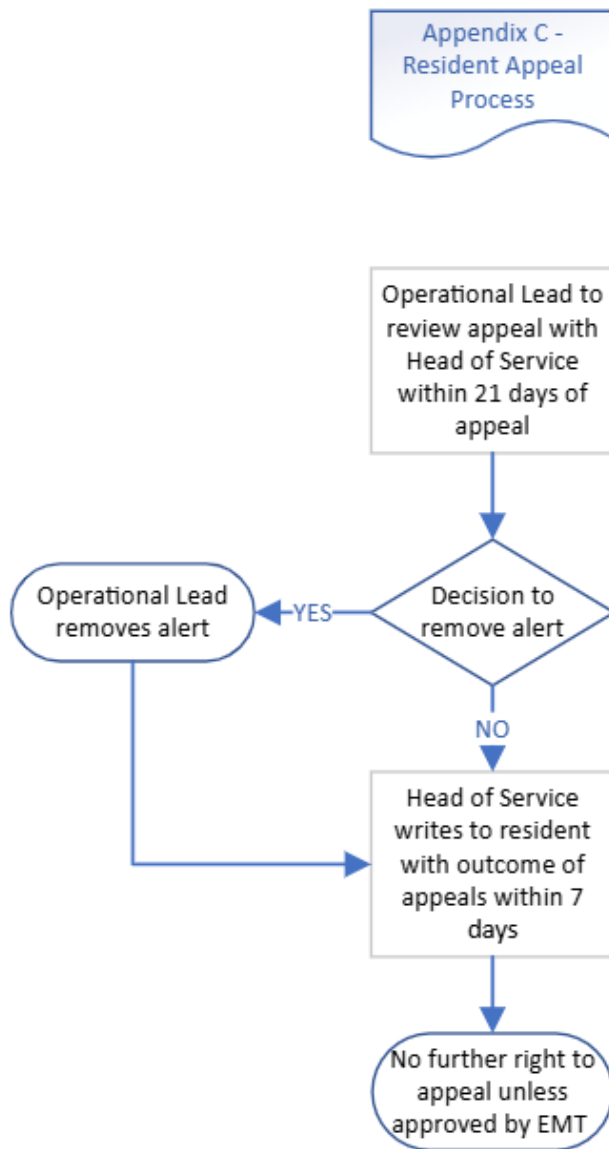 Appendix C -
Resident Appeal
Process
Operational Lead to
review appeal with
Head of Service
within 21 days of
appeal
Decision to
remove alert
YES
Operational Lead
removes alert
NO
Head of Service
writes to resident
with outcome of
appeals within 7
days
No further right to
appeal unless
approved by EMT